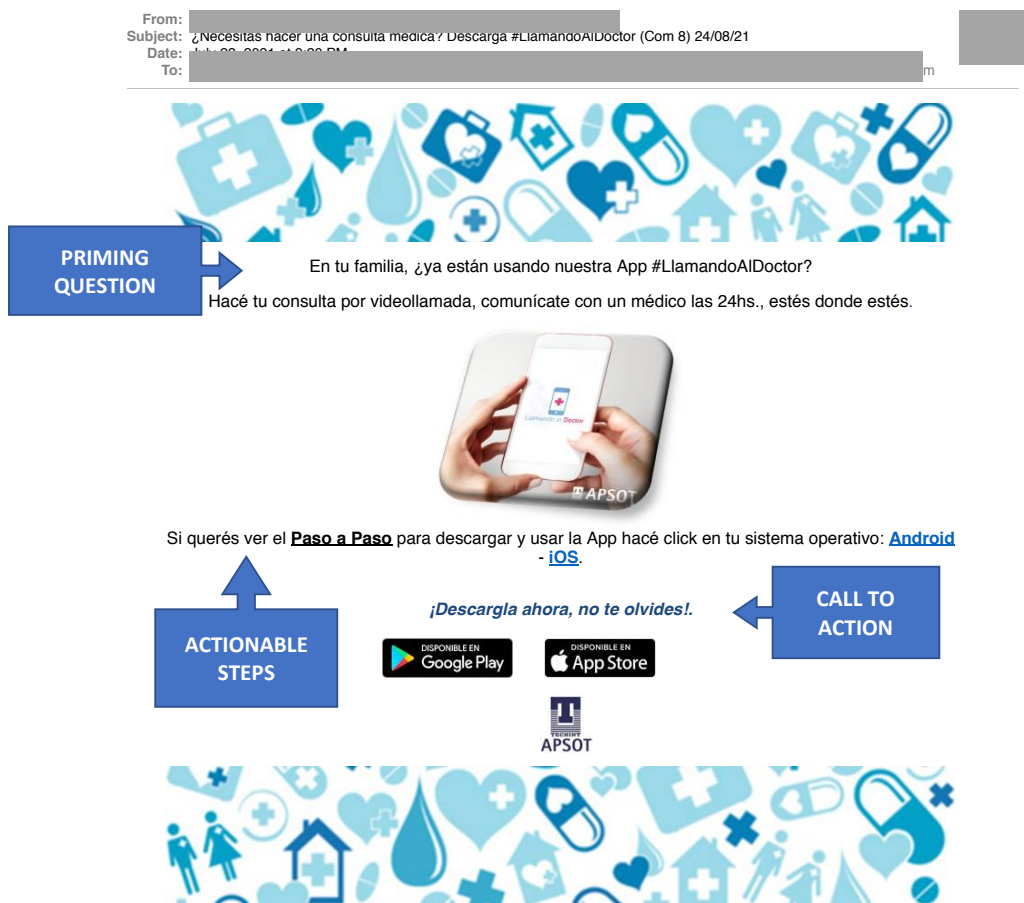 From:
Subject: ¿Necesitas hacer una consulta médica? Descarga #LlamandoAlDoctor (Com 8) 24/08/21
Date:
To: m
PRIMING
QUESTION
En tu familia, ¿ya están usando nuestra App #LlamandoAlDoctor?
Hacé tu consulta por videollamada, comunícate con un médico las 24hs., estés donde estés.
Llamando al Doctor
APSOT
Si querés ver el Paso a Paso para descargar y usar la App hacé click en tu sistema operativo: Android
- iOS.
¡Descargla ahora, no te olvides!.
CALL TO
ACTION
ACTIONABLE
STEPS
DISPONIBLE EN
Google Play
DISPONIBLE EN
App Store
TECHINT
APSOT